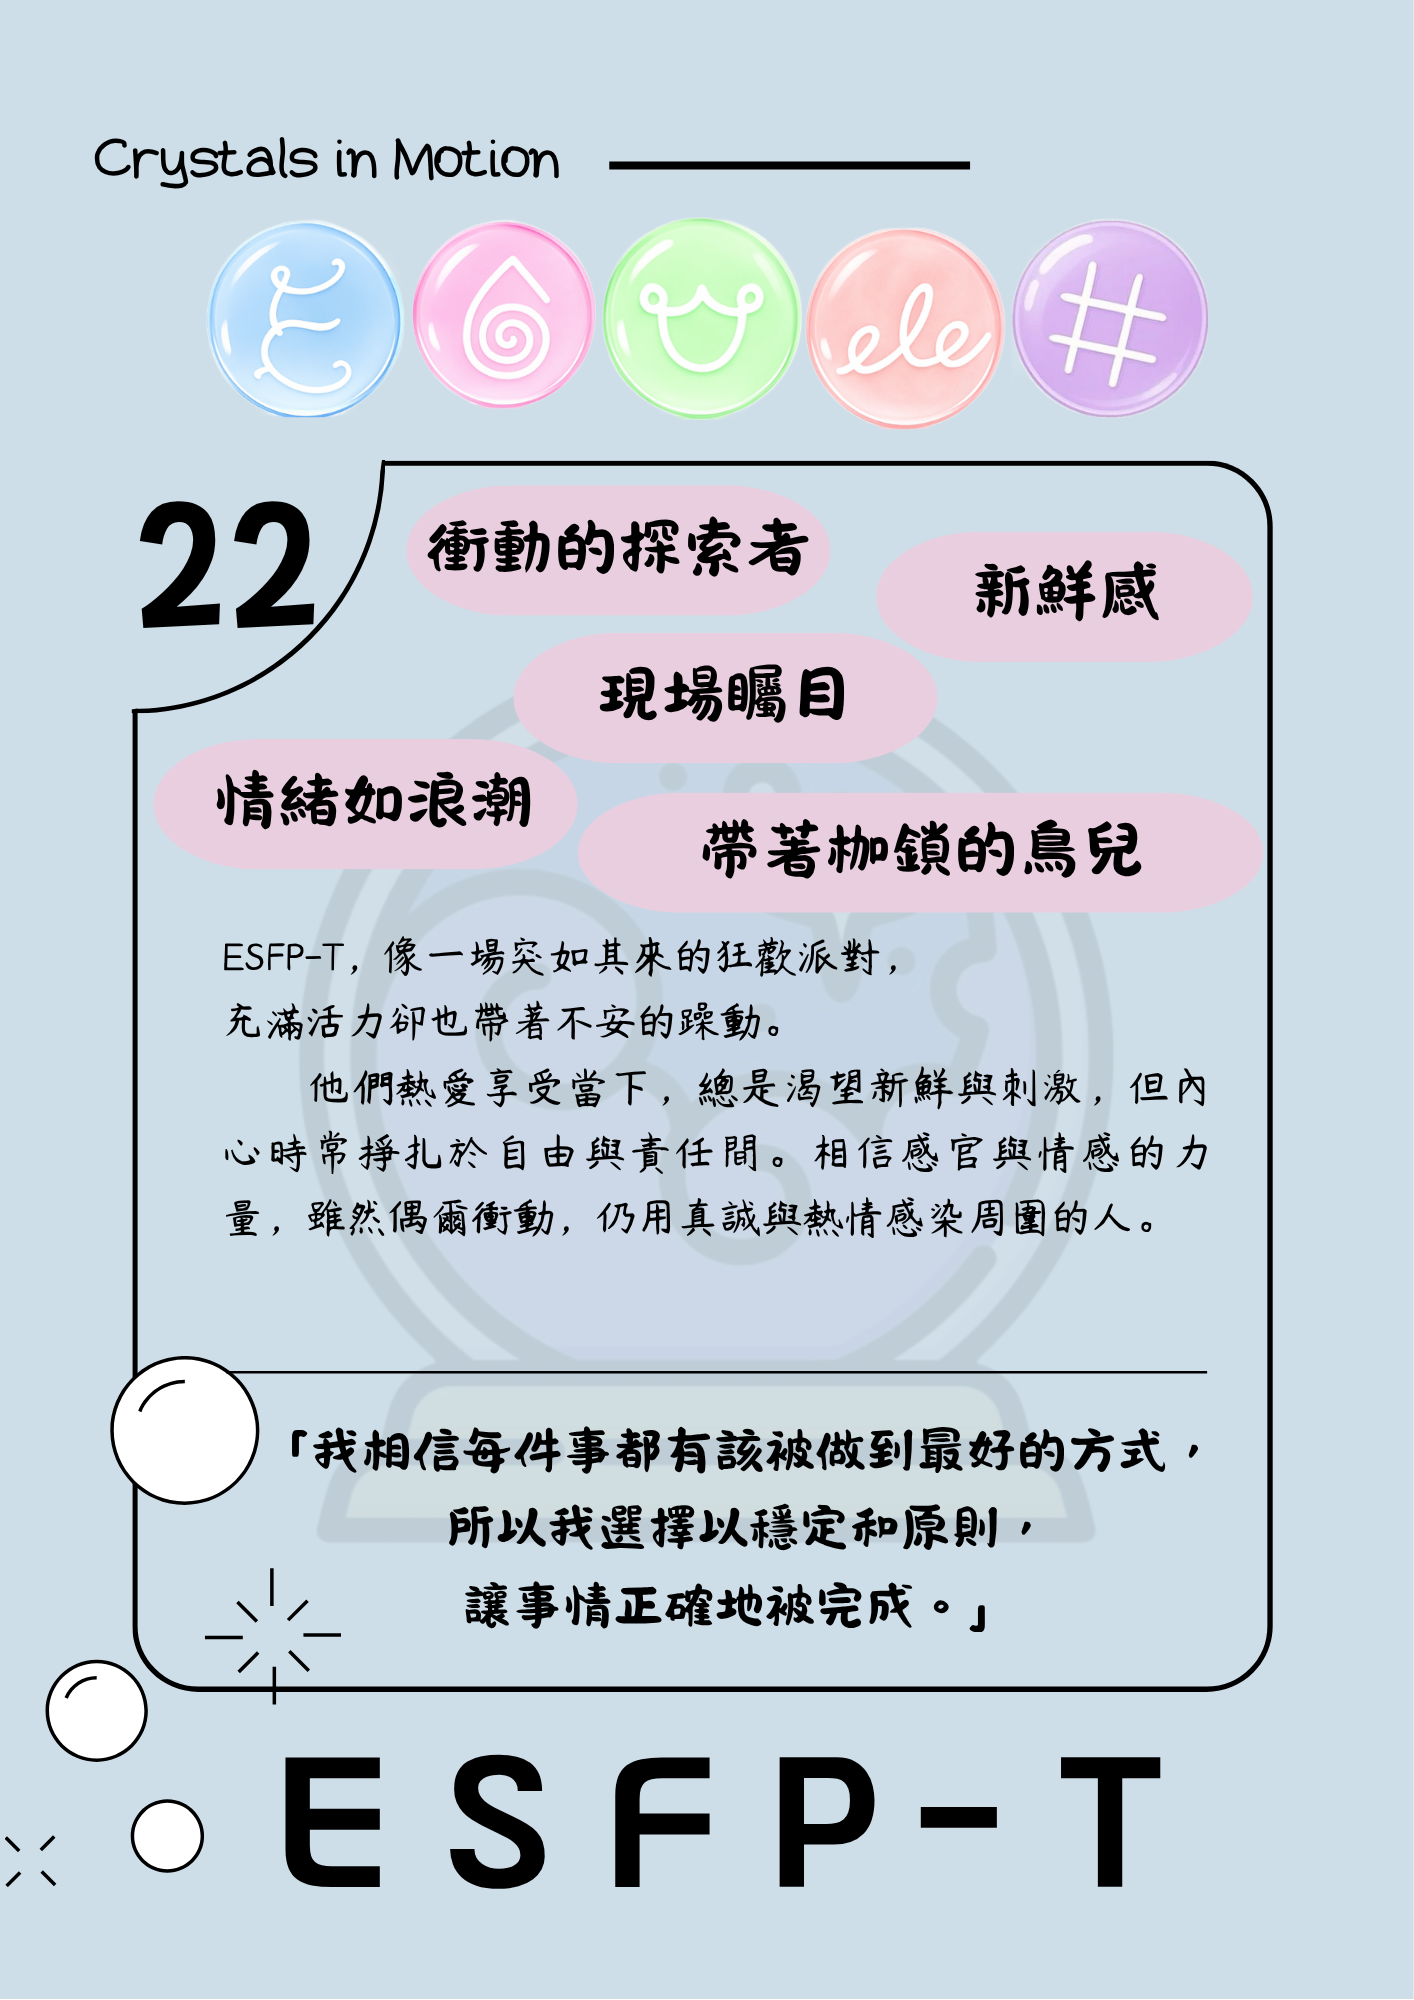 Crystals in Motion
ele
#
22
衝動的探索者
新鮮感
現場矚目
情緒如浪潮
帶著枷鎖的鳥兒
ESFP-T，像一場突如其來的狂歡派對，
充滿活力卻也帶著不安的躁動。
他們熱愛享受當下，總是渴望新鮮與刺激，但內
心時常掙扎於自由與責任間。相信感官與情感的力
量，雖然偶爾衝動，仍用真誠與熱情感染周圍的人。
「我相信每件事都有該被做到最好的方式，
所以我選擇以穩定和原則，
讓事情正確地被完成。」
ESFP-T